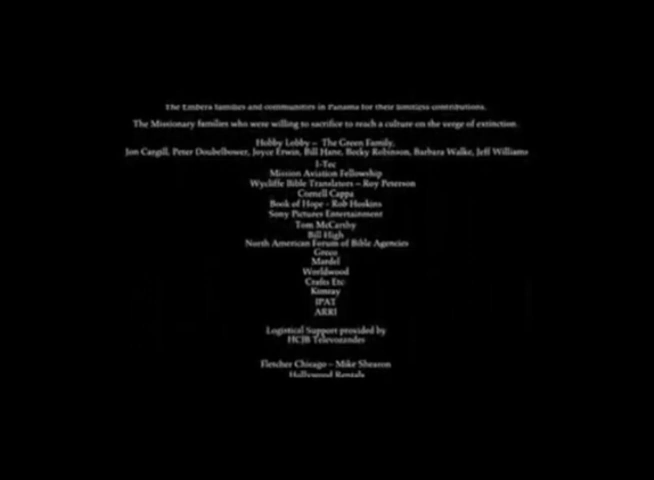 The Embera families and communities in Panama for their limitless contributions.
The Missionary families who were willing to sacrifice to reach a culture on the verge of extinction.
Hobby Lobby – The Green Family,
Jon Cargill, Peter Doubelbower, Joyce Erwin, Bill Hane, Becky Robinson, Barbara Walke, Jeff Williams
I-Tec
Mission Aviation Fellowship
Wycliffe Bible Translators – Roy Peterson
Cornell Cappa
Book of Hope - Rob Hoskins
Sony Pictures Entertainment
Tom McCarthy
Bill High
North American Forum of Bible Agencies
Greco
Mardel
Worldwood
Crafts Etc
Kimray
IPAT
ARRI
Logistical Support provided by
HCJB Televozandes
Fletcher Chicago – Mike Shearon
Hollywood Rentals